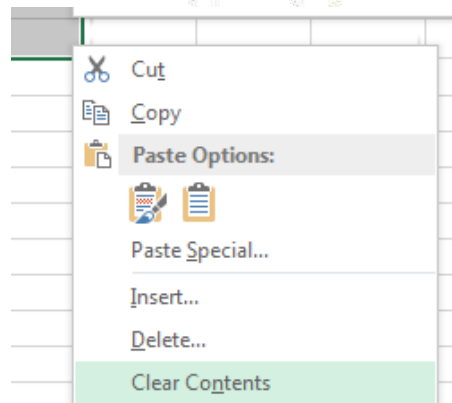 Cut
Copy
Paste Options:
Paste Special...
Insert...
Delete...
Clear Contents